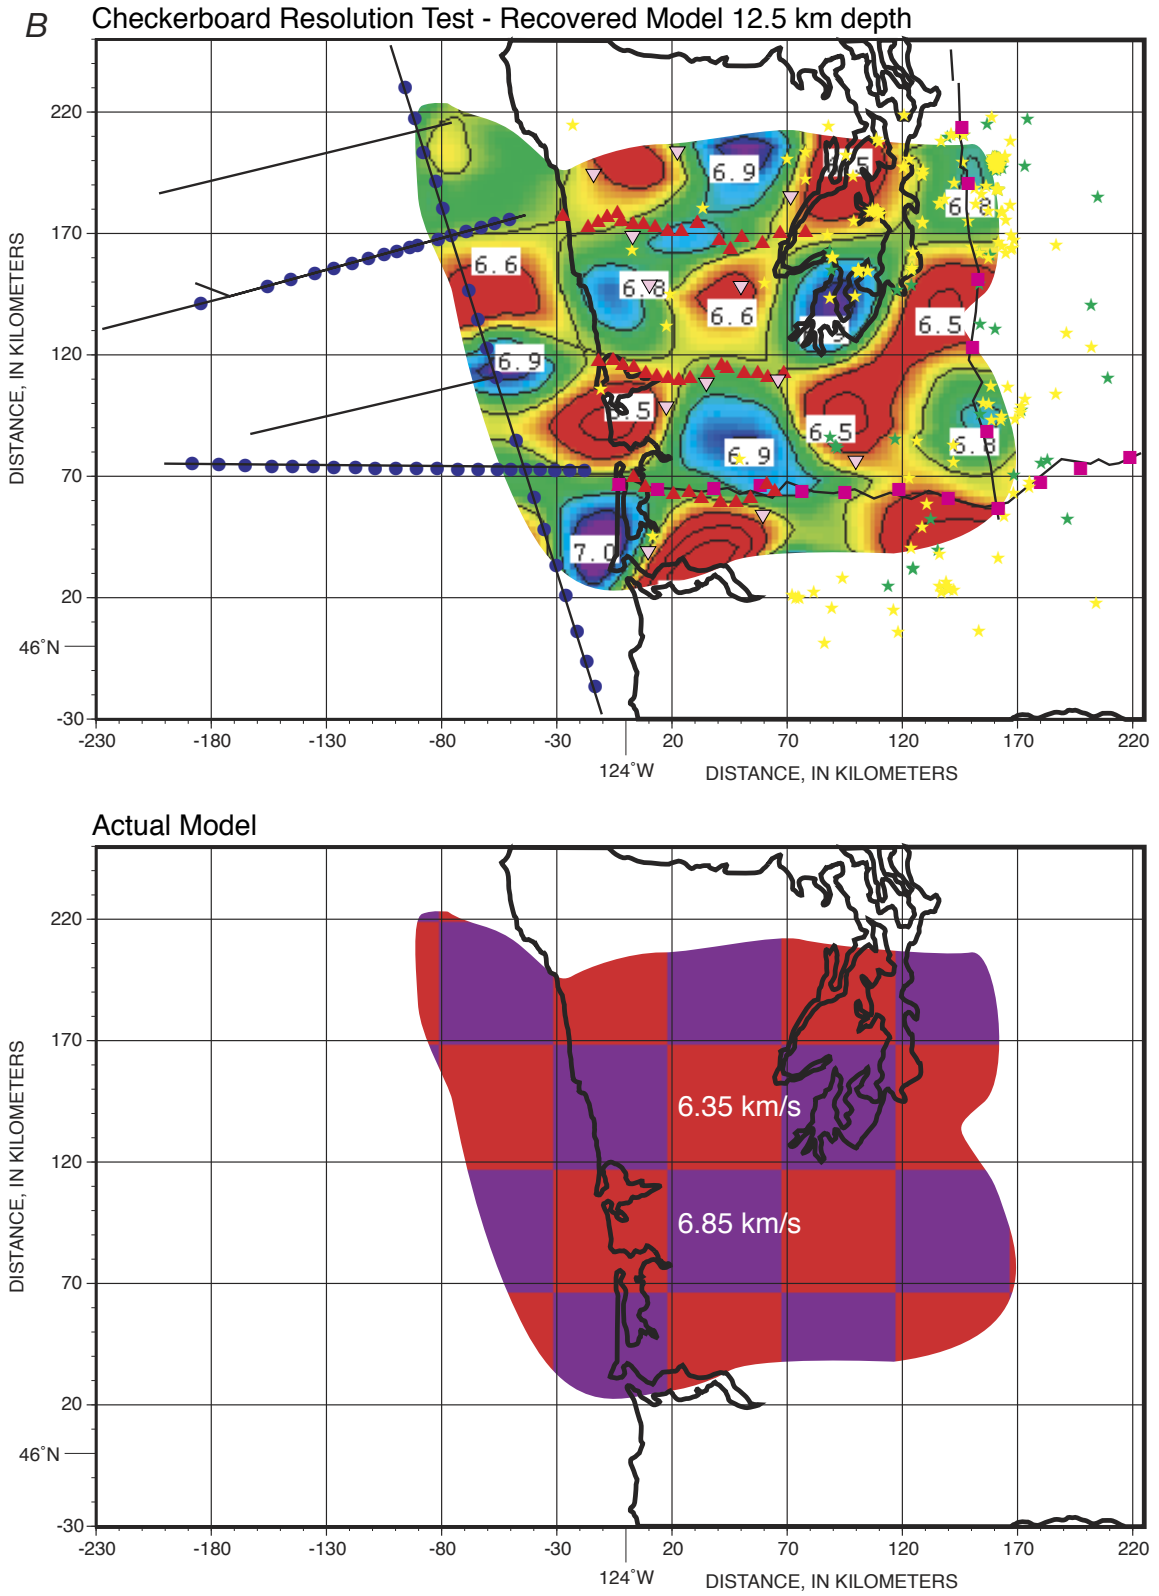 B
Checkerboard Resolution Test - Recovered Model 12.5 km depth
220
170
120
70
20
46°N
-30
DISTANCE, IN KILOMETERS
6.9
6.8
6.6
6.8
6.6
6.5
6.9
6.5
6.9
6.8
7.0
-230 -180 -130 -80 -30 20 70 120 170 220
124°W
DISTANCE, IN KILOMETERS
Actual Model
220
170
120
70
20
46°N
-30
DISTANCE, IN KILOMETERS
6.35 km/s
6.85 km/s
-230 -180 -130 -80 -30 20 70 120 170 220
124°W
DISTANCE, IN KILOMETERS